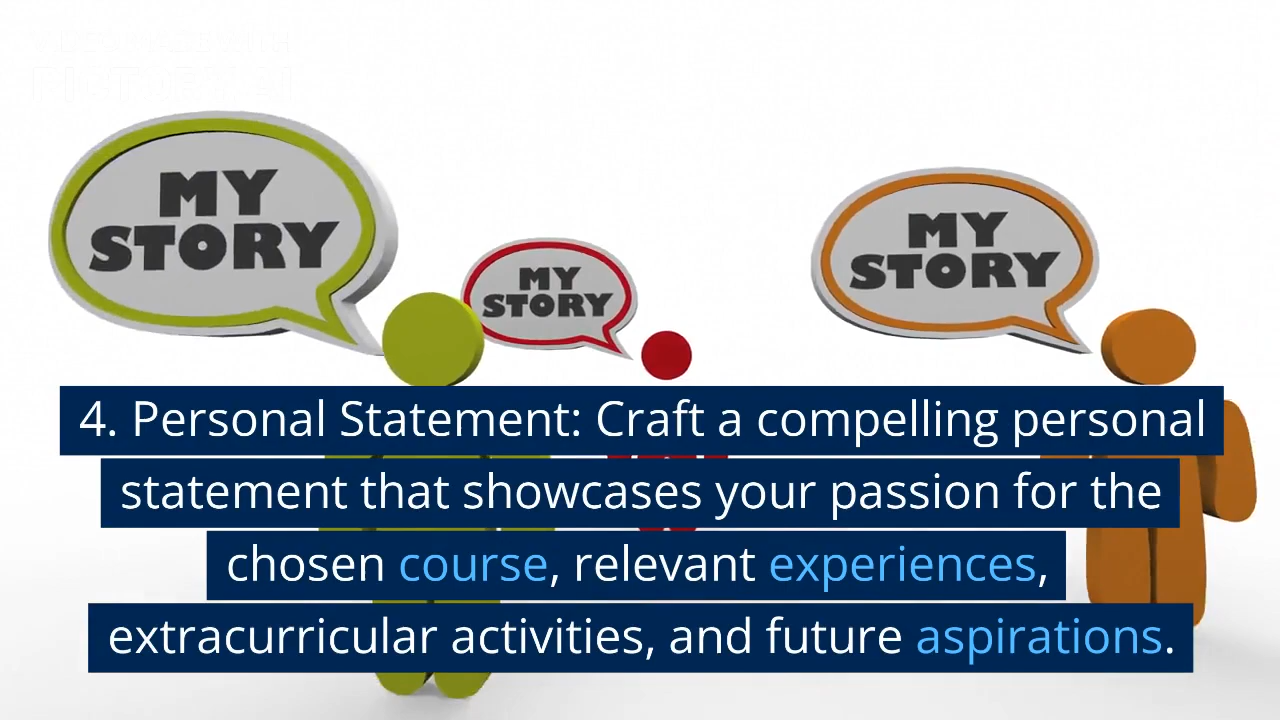 MY
STORY
MY
STORY
MY
STORY
4. Personal Statement: Craft a compelling personal
statement that showcases your passion for the
chosen course, relevant experiences,
extracurricular activities, and future aspirations.